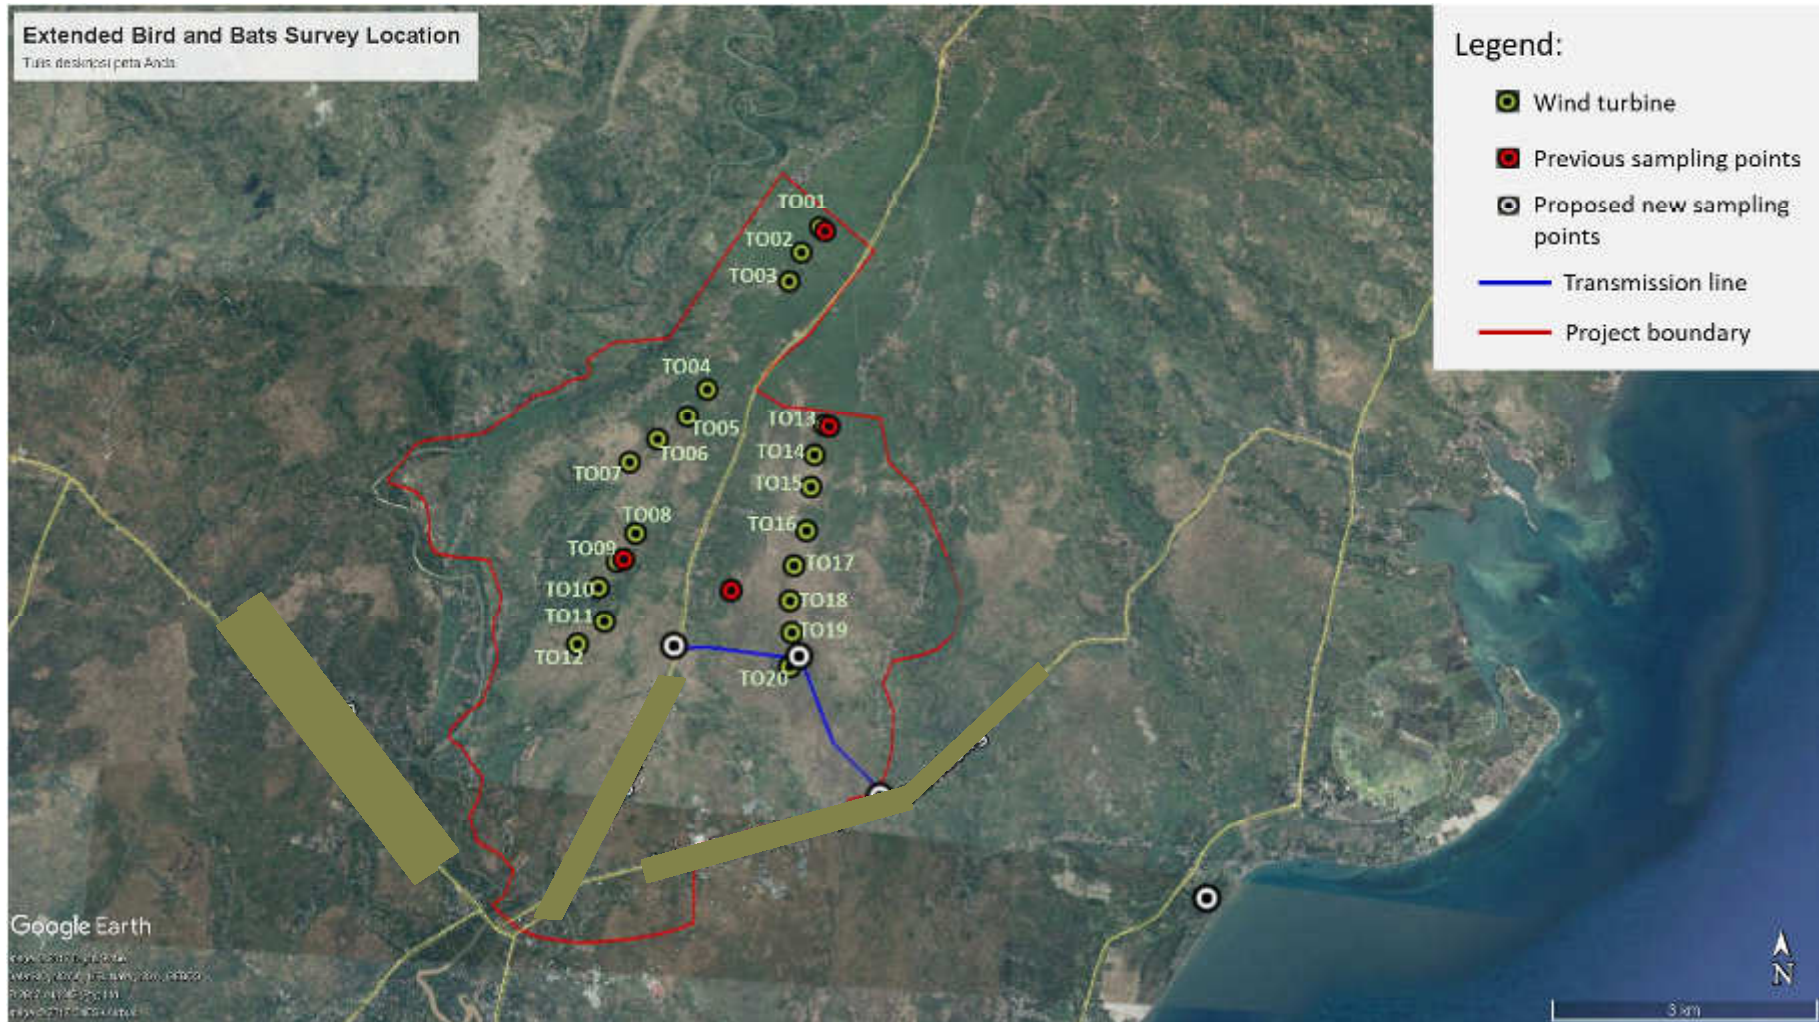 Extended Bird and Bats Survey Location
Tulis deskripsi peta Anda
Legend:
Wind turbine
Previous sampling points
Proposed new sampling
points
Transmission line
Project boundary
TO01
TO02
TO03
TO04
TO05
TO06
TO07
TO08
TO09
TO10
TO11
TO12
TO13
TO14
TO15
TO16
TO17
TO18
TO19
TO20
Google Earth
N
3 km